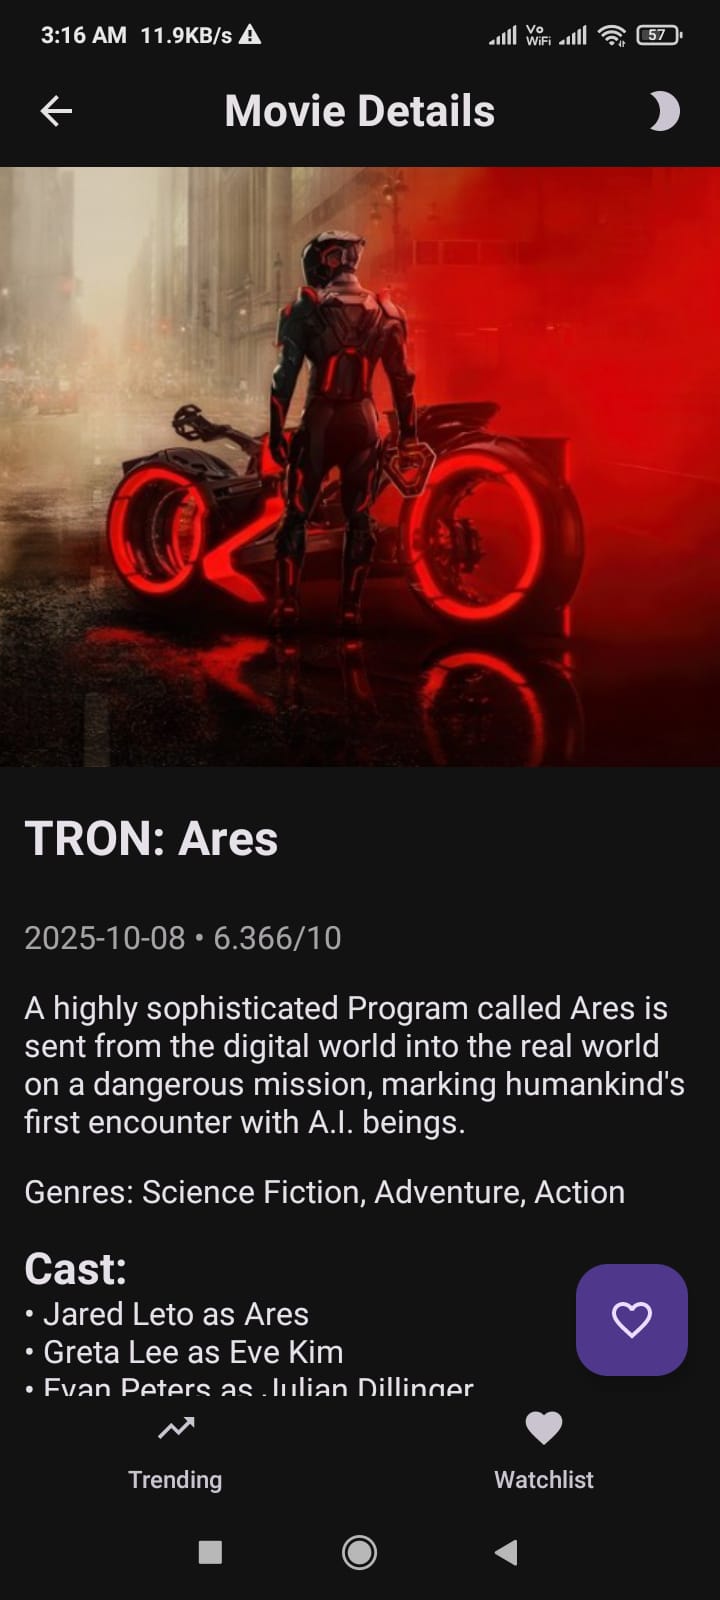 3:16 AM 11.9KB/s Vo WiFi 57
Movie Details
TRON: Ares
2025-10-08 • 6.366/10
A highly sophisticated Program called Ares is
sent from the digital world into the real world
on a dangerous mission, marking humankind's
first encounter with A.I. beings.
Genres: Science Fiction, Adventure, Action
Cast:
• Jared Leto as Ares
• Greta Lee as Eve Kim
• Evan Peters as Julian Dillinger
Trending
Watchlist